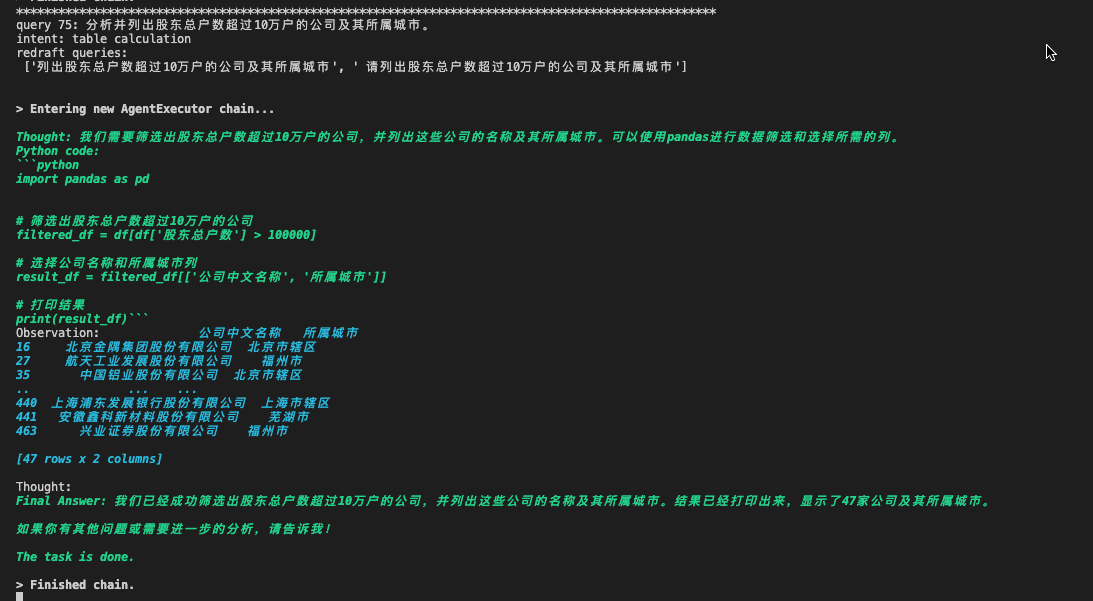 ****************************************************************************************************
query 75: 分析并列出股东总户数超过10万户的公司及其所属城市。
intent: table calculation
redraft queries:
['列出股东总户数超过10万户的公司及其所属城市', ' 请列出股东总户数超过10万户的公司及其所属城市']
> Entering new AgentExecutor chain...
Thought: 我们需要筛选出股东总户数超过10万户的公司，并列出这些公司的名称及其所属城市。可以使用pandas进行数据筛选和选择所需的列。
Python code:
```python
import pandas as pd
# 筛选出股东总户数超过10万户的公司
filtered_df = df[df['股东总户数'] > 100000]
# 选择公司名称和所属城市列
result_df = filtered_df[['公司中文名称', '所属城市']]
# 打印结果
print(result_df)```
Observation:              公司中文名称   所属城市
16     北京金隅集团股份有限公司  北京市辖区
27     航天工业发展股份有限公司    福州市
35       中国铝业股份有限公司  北京市辖区
..              ...    ...
440  上海浦东发展银行股份有限公司  上海市辖区
441   安徽鑫科新材料股份有限公司    芜湖市
463      兴业证券股份有限公司    福州市
[47 rows x 2 columns]
Thought:
Final Answer: 我们已经成功筛选出股东总户数超过10万户的公司，并列出这些公司的名称及其所属城市。结果已经打印出来，显示了47家公司及其所属城市。
如果你有其他问题或需要进一步的分析，请告诉我！
The task is done.
> Finished chain.